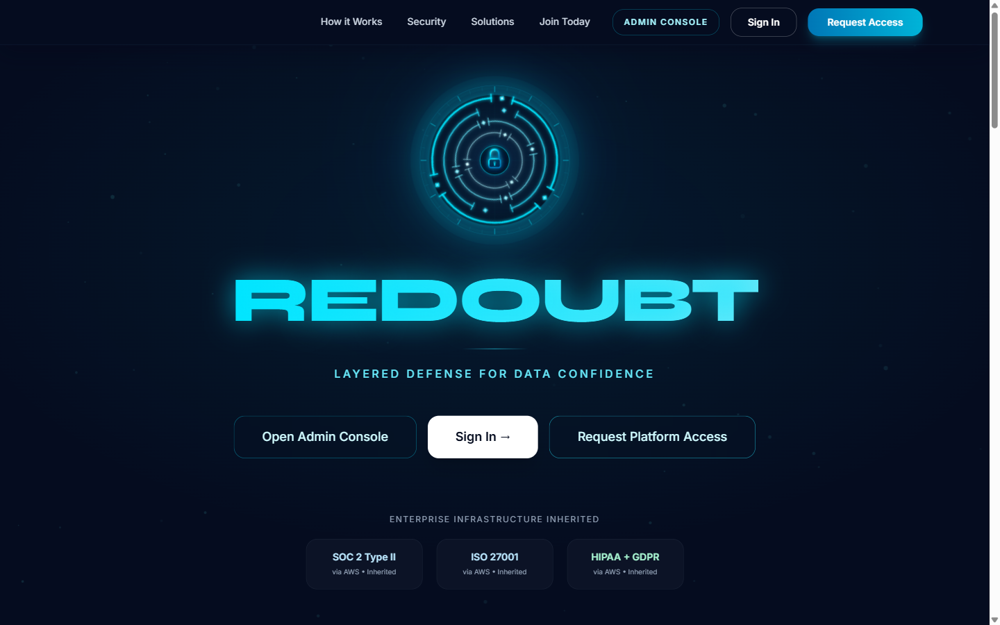 How it Works Security Solutions Join Today ADMIN CONSOLE Sign In Request Access
REDOUBT
LAYERED DEFENSE FOR DATA CONFIDENCE
Open Admin Console Sign In → Request Platform Access
ENTERPRISE INFRASTRUCTURE INHERITED
SOC 2 Type II ISO 27001 HIPAA + GDPR
via AWS • Inherited via AWS • Inherited via AWS • Inherited